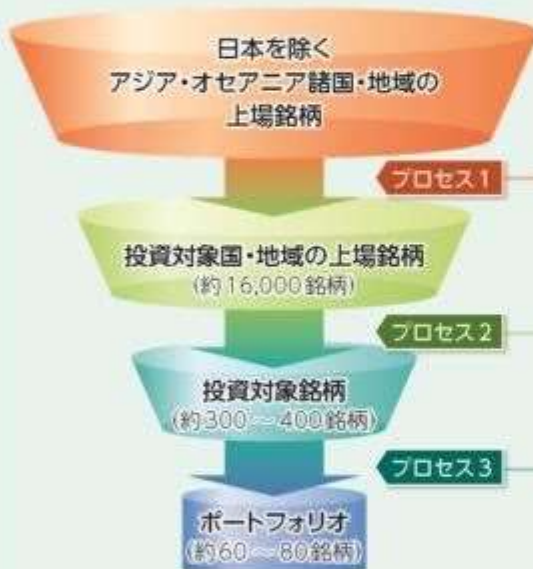 日本を除く
アジア・オセアニア諸国・地域の
上場銘柄
プロセス1
投資対象国・地域の上場銘柄
(約16,000銘柄)
プロセス2
投資対象銘柄
(約300～400銘柄)
プロセス3
ポートフォリオ
(約60～80銘柄)